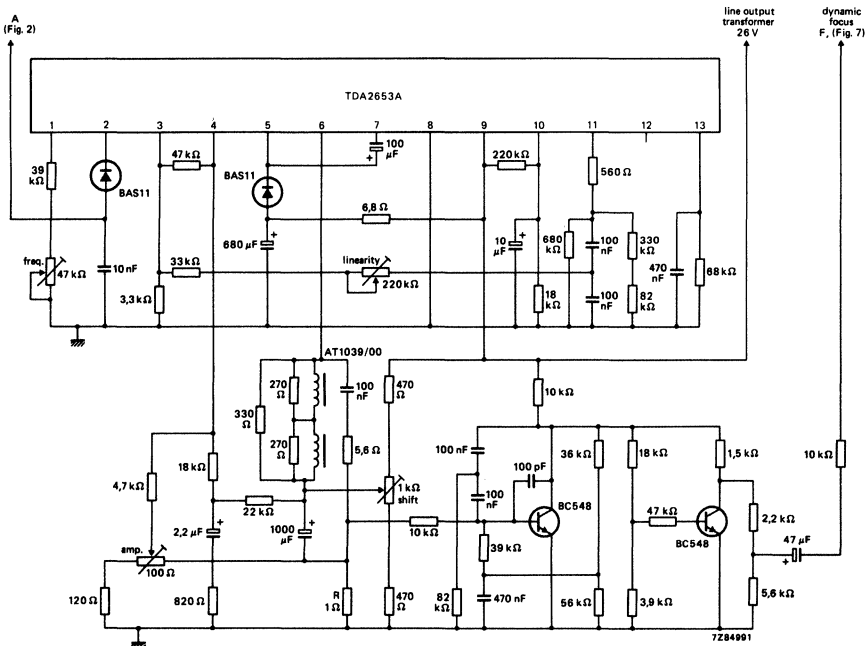 A
(Fig. 2)
line output
transformer
26 V
dynamic
focus
F, (Fig. 7)
TDA2653A
1 2 3 4 5 6 7 8 9 10 11 12 13
39
kΩ
BAS11
47 kΩ
BAS11
100
μF
+
220 kΩ
560 Ω
6,8 Ω
freq.
47 kΩ
10 nF
33 kΩ
3,3 kΩ
680 μF
+
linearity
220 kΩ
10
μF
+
18
kΩ
680
kΩ
100
nF
100
nF
330
kΩ
82
kΩ
470
nF
68 kΩ
AT1039/00
330
Ω
270
Ω
270
Ω
100
nF
5,6 Ω
470
Ω
1 kΩ
shift
10 kΩ
100 nF
100
nF
100 pF
BC548
36 kΩ
18 kΩ
1,5 kΩ
10 kΩ
4,7 kΩ
18 kΩ
22 kΩ
2,2 μF
+
1000
μF
+
10 kΩ
39 kΩ
47 kΩ
BC548
2,2 kΩ
47 μF
+
amp.
100 Ω
120 Ω
820 Ω
R
1 Ω
470
Ω
82
kΩ
470 nF
56 kΩ
3,9 kΩ
5,6 kΩ
7Z84991